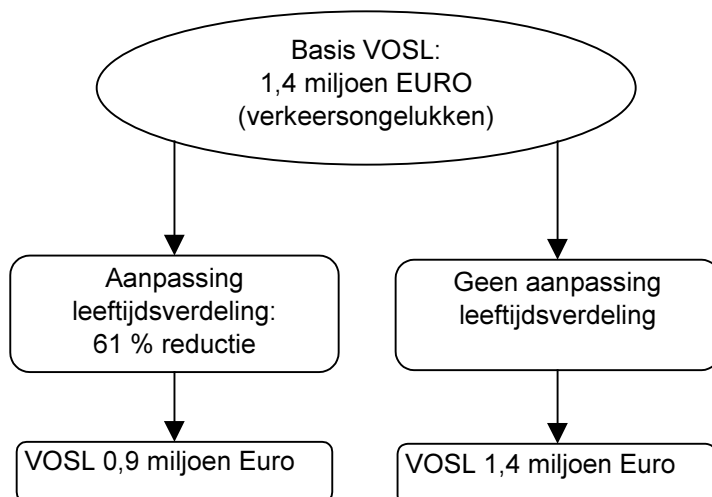 Basis VOSL:
1,4 miljoen EURO
(verkeersongelukken)
Aanpassing
leeftijdsverdeling:
61 % reductie
Geen aanpassing
leeftijdsverdeling
VOSL 0,9 miljoen Euro
VOSL 1,4 miljoen Euro